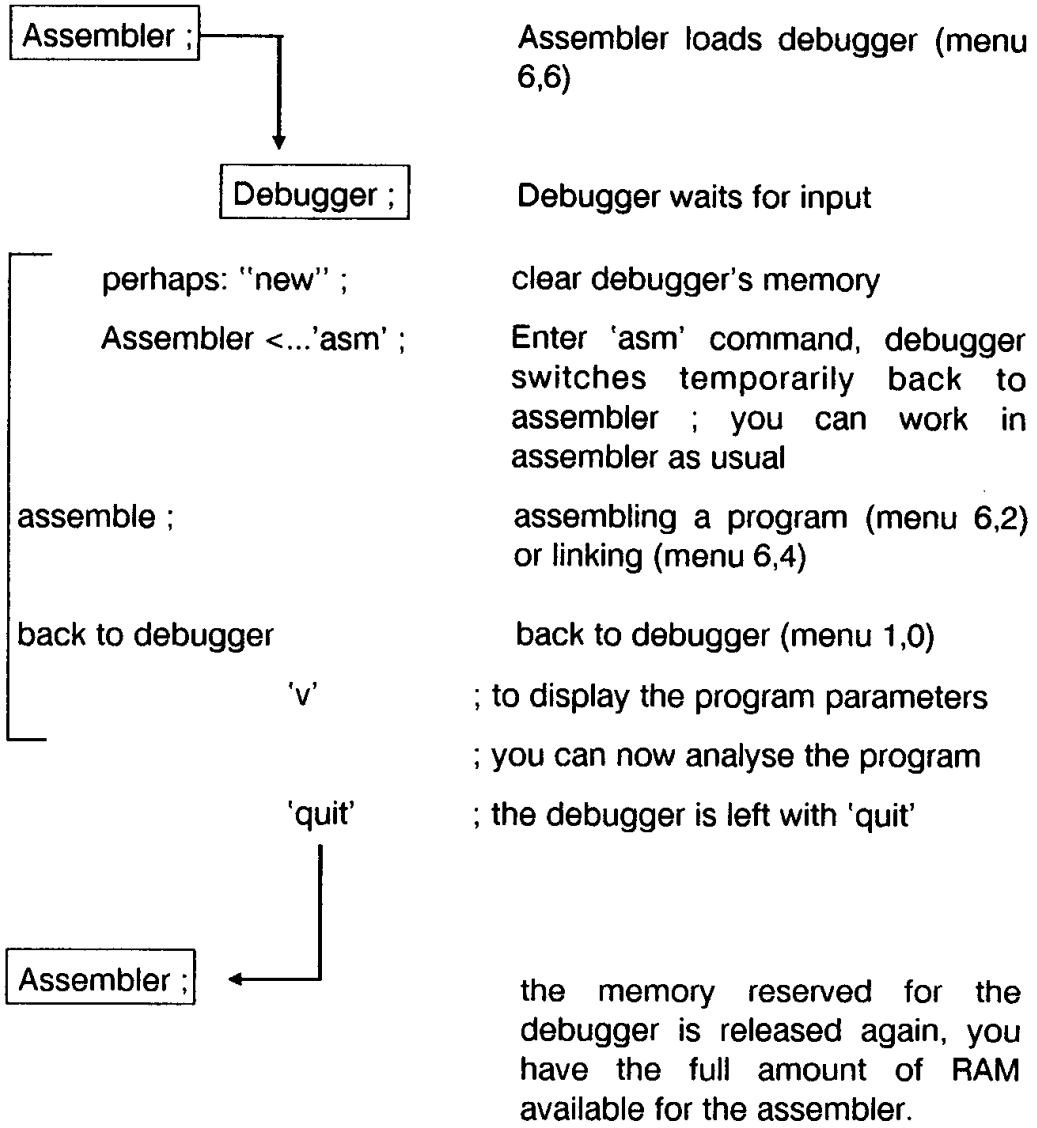 Assembler ;
Assembler loads debugger (menu
6,6)
Debugger ;
Debugger waits for input
perhaps: "new" ;
clear debugger's memory
Assembler <...'asm' ;
Enter 'asm' command, debugger
switches temporarily back to
assembler ; you can work in
assembler as usual
assemble ;
assembling a program (menu 6,2)
or linking (menu 6,4)
back to debugger
back to debugger (menu 1,0)
'v'
; to display the program parameters
; you can now analyse the program
'quit'
; the debugger is left with 'quit'
Assembler ;
the memory reserved for the
debugger is released again, you
have the full amount of RAM
available for the assembler.